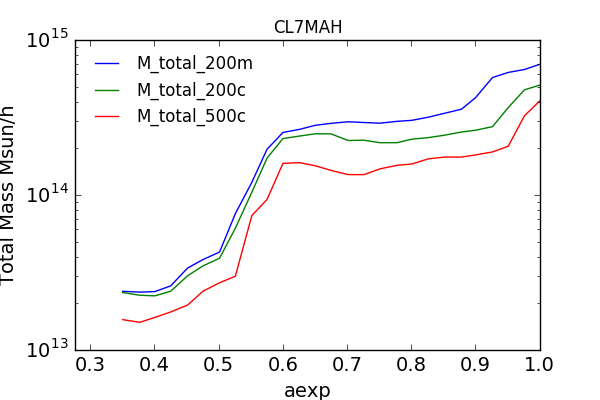 CL7MAH
10^15
10^14
10^13
Total Mass Msun/h
M_total_200m
M_total_200c
M_total_500c
0.3 0.4 0.5 0.6 0.7 0.8 0.9 1.0
aexp